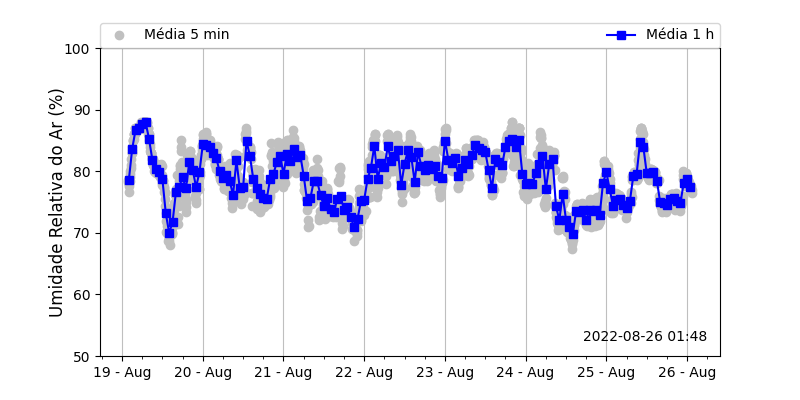 Média 5 min
Média 1 h
Umidade Relativa do Ar (%)
100
90
80
70
60
50
2022-08-26 01:48
19 - Aug
20 - Aug
21 - Aug
22 - Aug
23 - Aug
24 - Aug
25 - Aug
26 - Aug